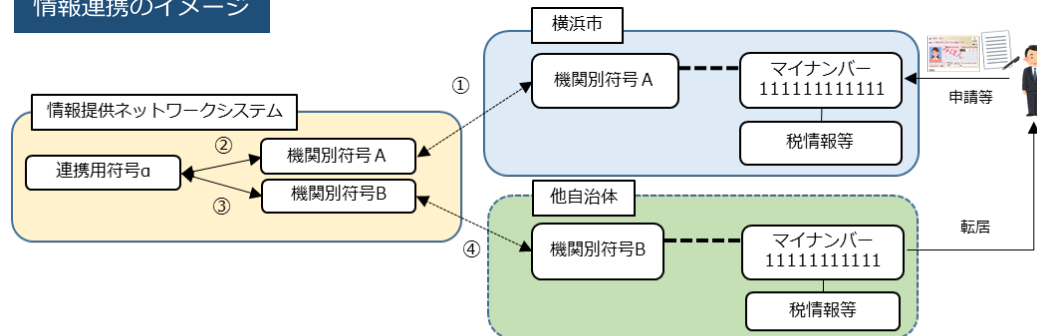 情報連携のイメージ
横浜市
機関別符号A
マイナンバー
111111111111
税情報等
申請等
①
情報提供ネットワークシステム
連携用符号α
②
機関別符号A
③
機関別符号B
④
他自治体
機関別符号B
マイナンバー
11111111111
税情報等
転居